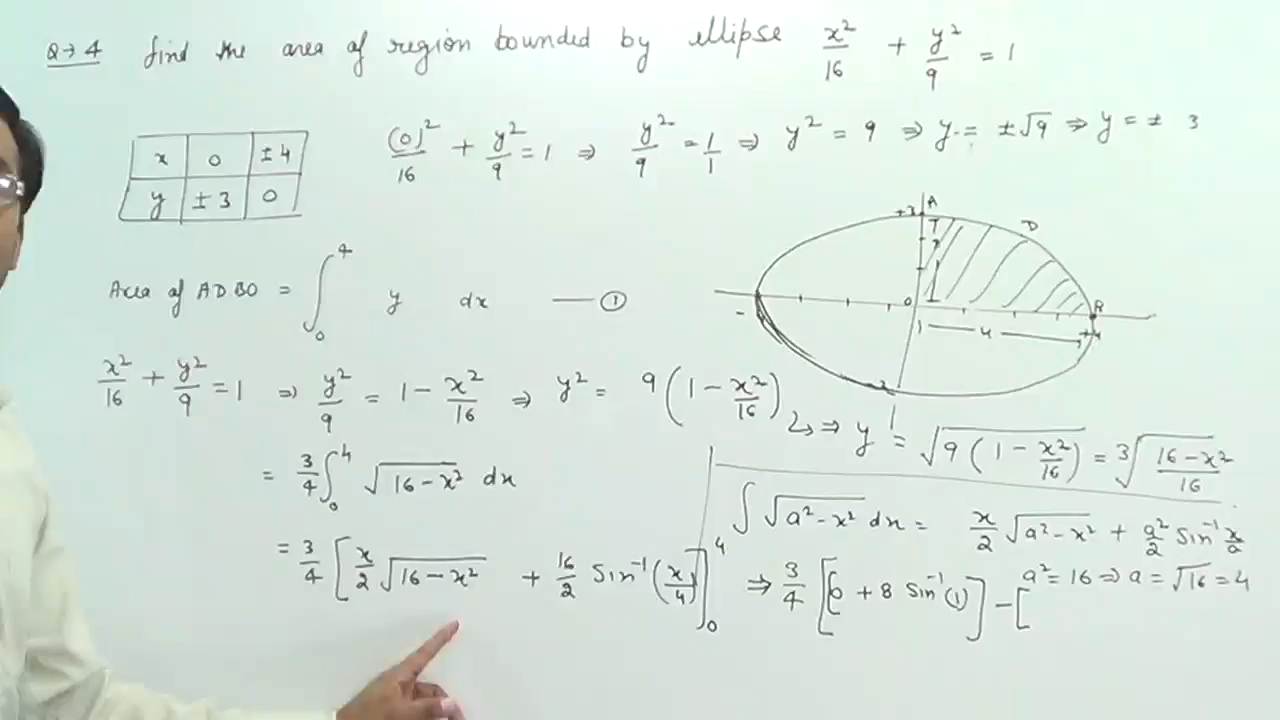 Q→4 find the area of region bounded by ellipse x²/16 + y²/9 = 1
x | 0 | ±4
y | ±3 | 0
(0)²/16 + y²/9 = 1 ⇒ y²/9 = 1/1 ⇒ y² = 9 ⇒ y = ±√9 ⇒ y = ± 3
+3 A
D
0
B
4
+4
Area of ADBO = ∫₀⁴ y dx — ①
x²/16 + y²/9 = 1 ⇒ y²/9 = 1 − x²/16 ⇒ y² = 9 (1 − x²/16)
↳ ⇒ y = √(9 (1 − x²/16)) = 3√((16−x²)/16)
= 3/4 ∫₀⁴ √(16−x²) dx
∫ √(a²−x²) dx = x/2 √(a²−x²) + a²/2 Sin⁻¹ x/a
a² = 16 ⇒ a = √16 = 4
= 3/4 [x/2 √(16−x²) + 16/2 Sin⁻¹ (x/4)]₀⁴ ⇒ 3/4 [[0 + 8 Sin⁻¹(1)] − [